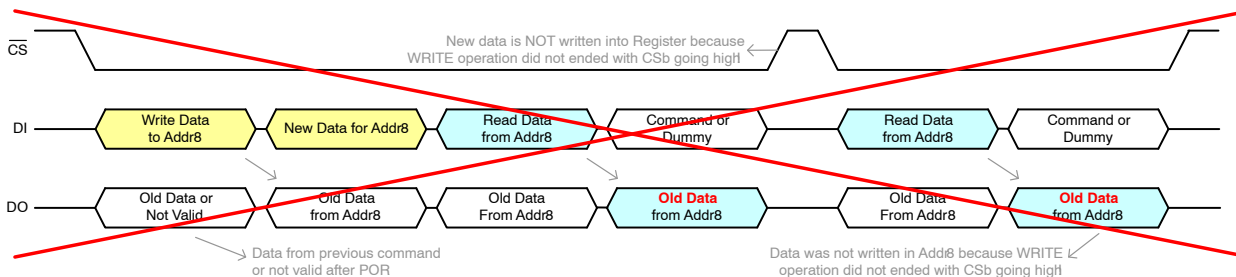 CS
New data is NOT written into Register because
WRITE operation did not ended with CSb going high
DI
Write Data
to Addr8
New Data for Addr8
Read Data
from Addr8
Command or
Dummy
Read Data
from Addr8
Command or
Dummy
DO
Old Data or
Not Valid
Old Data
from Addr8
Old Data
From Addr8
Old Data
from Addr8
Old Data
From Addr8
Old Data
from Addr8
Data from previous command
or not valid after POR
Data was not written in Addr8 because WRITE
operation did not ended with CSb going high